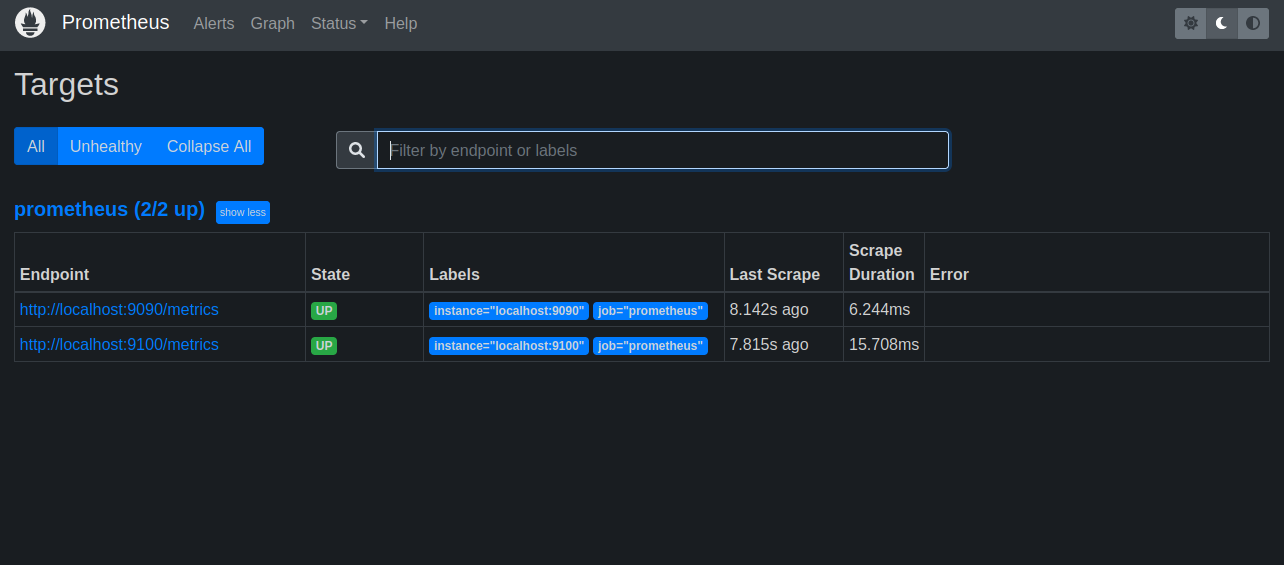 Prometheus Alerts Graph Status Help
Targets
All Unhealthy Collapse All
Filter by endpoint or labels
prometheus (2/2 up) show less
Endpoint State Labels Last Scrape Scrape Duration Error
http://localhost:9090/metrics UP instance="localhost:9090" job="prometheus" 8.142s ago 6.244ms
http://localhost:9100/metrics UP instance="localhost:9100" job="prometheus" 7.815s ago 15.708ms